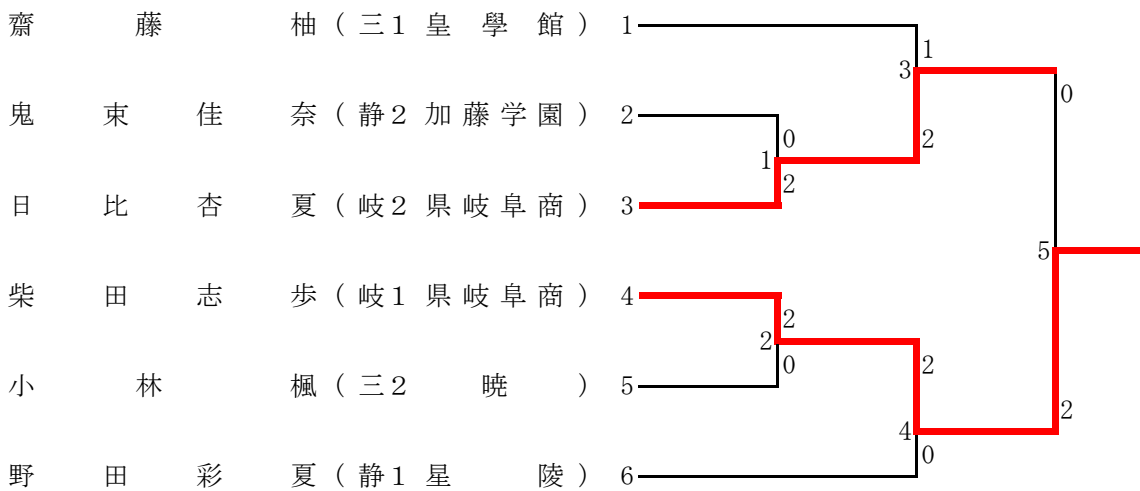 齋藤柚(三1皇學館) 1
1
3
0
鬼束佳奈(静2加藤学園) 2
0
2
1
2
日比杏夏(岐2県岐阜商) 3
5
柴田志歩(岐1県岐阜商) 4
2
2
0
2
小林楓(三2暁) 5
2
4
0
野田彩夏(静1星陵) 6